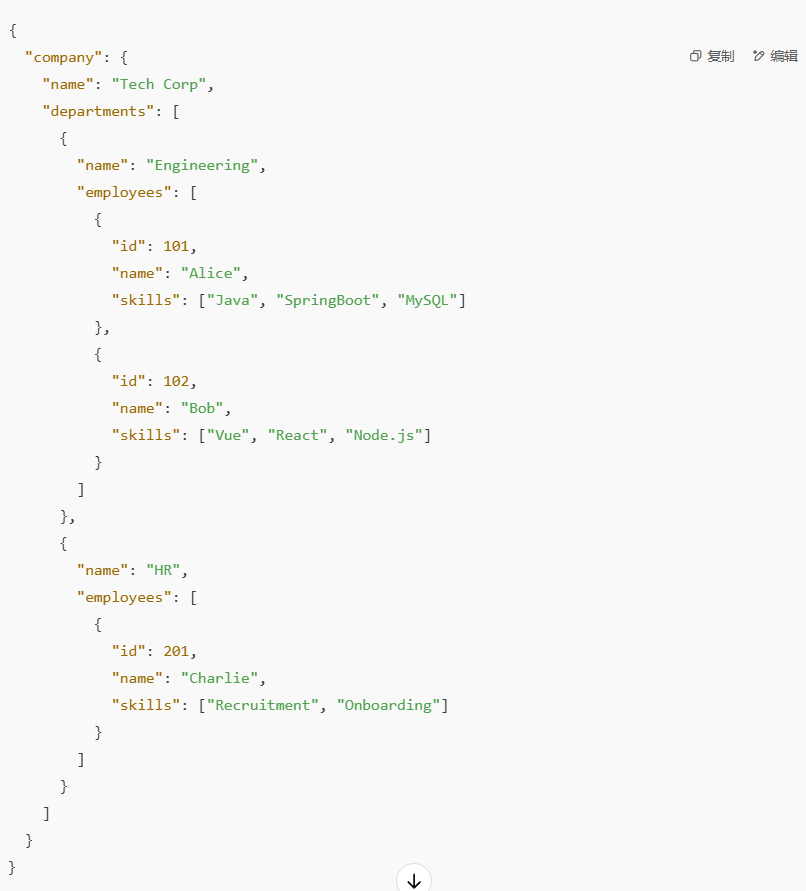 {
  "company": {
复制 编辑
    "name": "Tech Corp",
    "departments": [
      {
        "name": "Engineering",
        "employees": [
          {
            "id": 101,
            "name": "Alice",
            "skills": ["Java", "SpringBoot", "MySQL"]
          },
          {
            "id": 102,
            "name": "Bob",
            "skills": ["Vue", "React", "Node.js"]
          }
        ]
      },
      {
        "name": "HR",
        "employees": [
          {
            "id": 201,
            "name": "Charlie",
            "skills": ["Recruitment", "Onboarding"]
          }
        ]
      }
    ]
  }
}